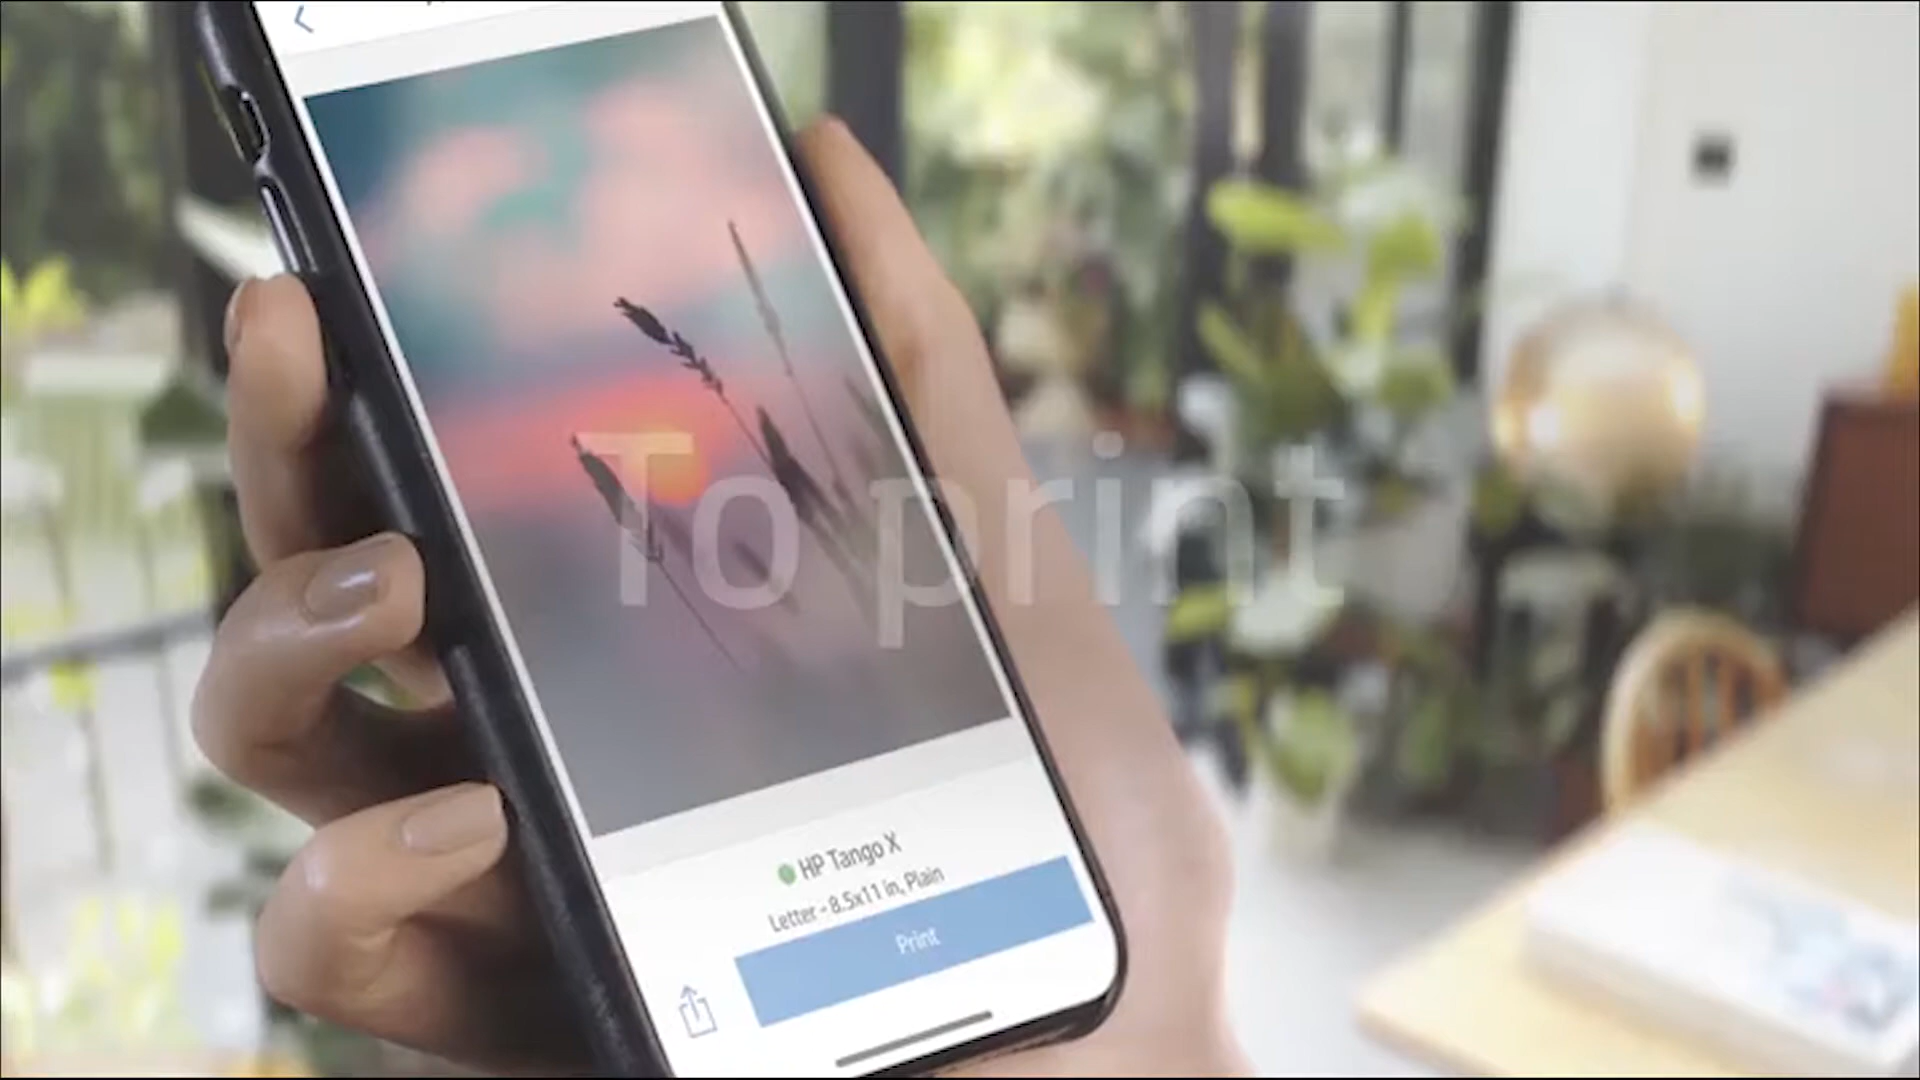 To print
HP Tango X
Letter - 8.5x11 in, Plain
Print